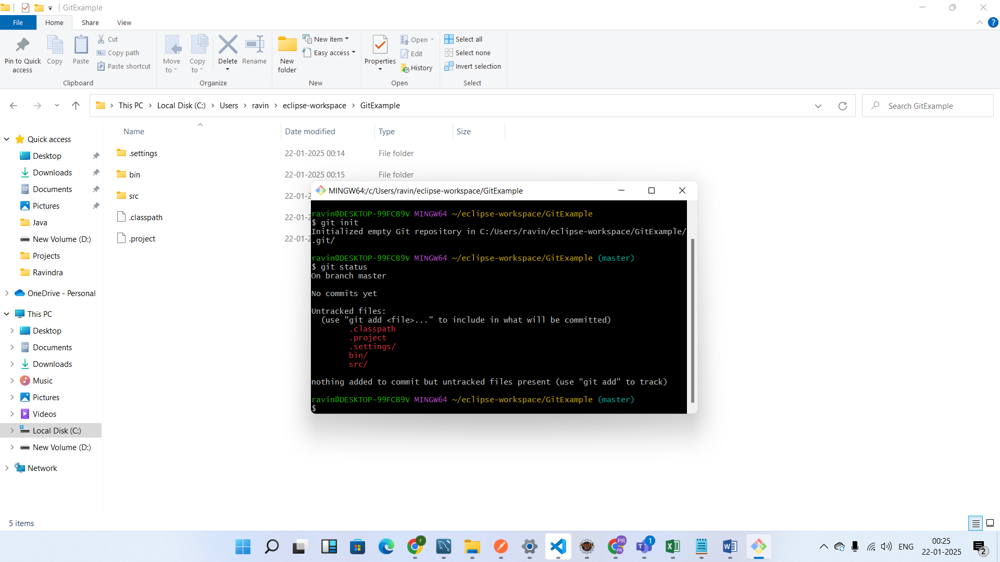 GitExample
File
Home
Share
View
Pin to Quick access
Copy
Paste
Cut
Copy path
Paste shortcut
Clipboard
Move to
Copy to
Delete
Rename
Organize
New folder
New item
Easy access
New
Properties
Open
Edit
History
Open
Select all
Select none
Invert selection
Select
This PC
Local Disk (C:)
Users
ravin
eclipse-workspace
GitExample
Search GitExample
Name
Date modified
Type
Size
.settings
22-01-2025 00:14
File folder
bin
22-01-2025 00:15
File folder
src
22-01-2
.classpath
22-01-2
.project
22-01-2
Quick access
Desktop
Downloads
Documents
Pictures
Java
New Volume (D:)
Projects
Ravindra
OneDrive - Personal
This PC
Desktop
Documents
Downloads
Music
Pictures
Videos
Local Disk (C:)
New Volume (D:)
Network
MINGW64:/c/Users/ravin/eclipse-workspace/GitExample
ravin@DESKTOP-99FCB9V MINGW64 ~/eclipse-workspace/GitExample
$ git init
Initialized empty Git repository in C:/Users/ravin/eclipse-workspace/GitExample/
.git/
ravin@DESKTOP-99FCB9V MINGW64 ~/eclipse-workspace/GitExample (master)
$ git status
On branch master
No commits yet
Untracked files:
(use "git add <file>..." to include in what will be committed)
.classpath
.project
.settings/
bin/
src/
nothing added to commit but untracked files present (use "git add" to track)
ravin@DESKTOP-99FCB9V MINGW64 ~/eclipse-workspace/GitExample (master)
$
5 items
r
PR
PR
1
ENG
00:25
22-01-2025
2